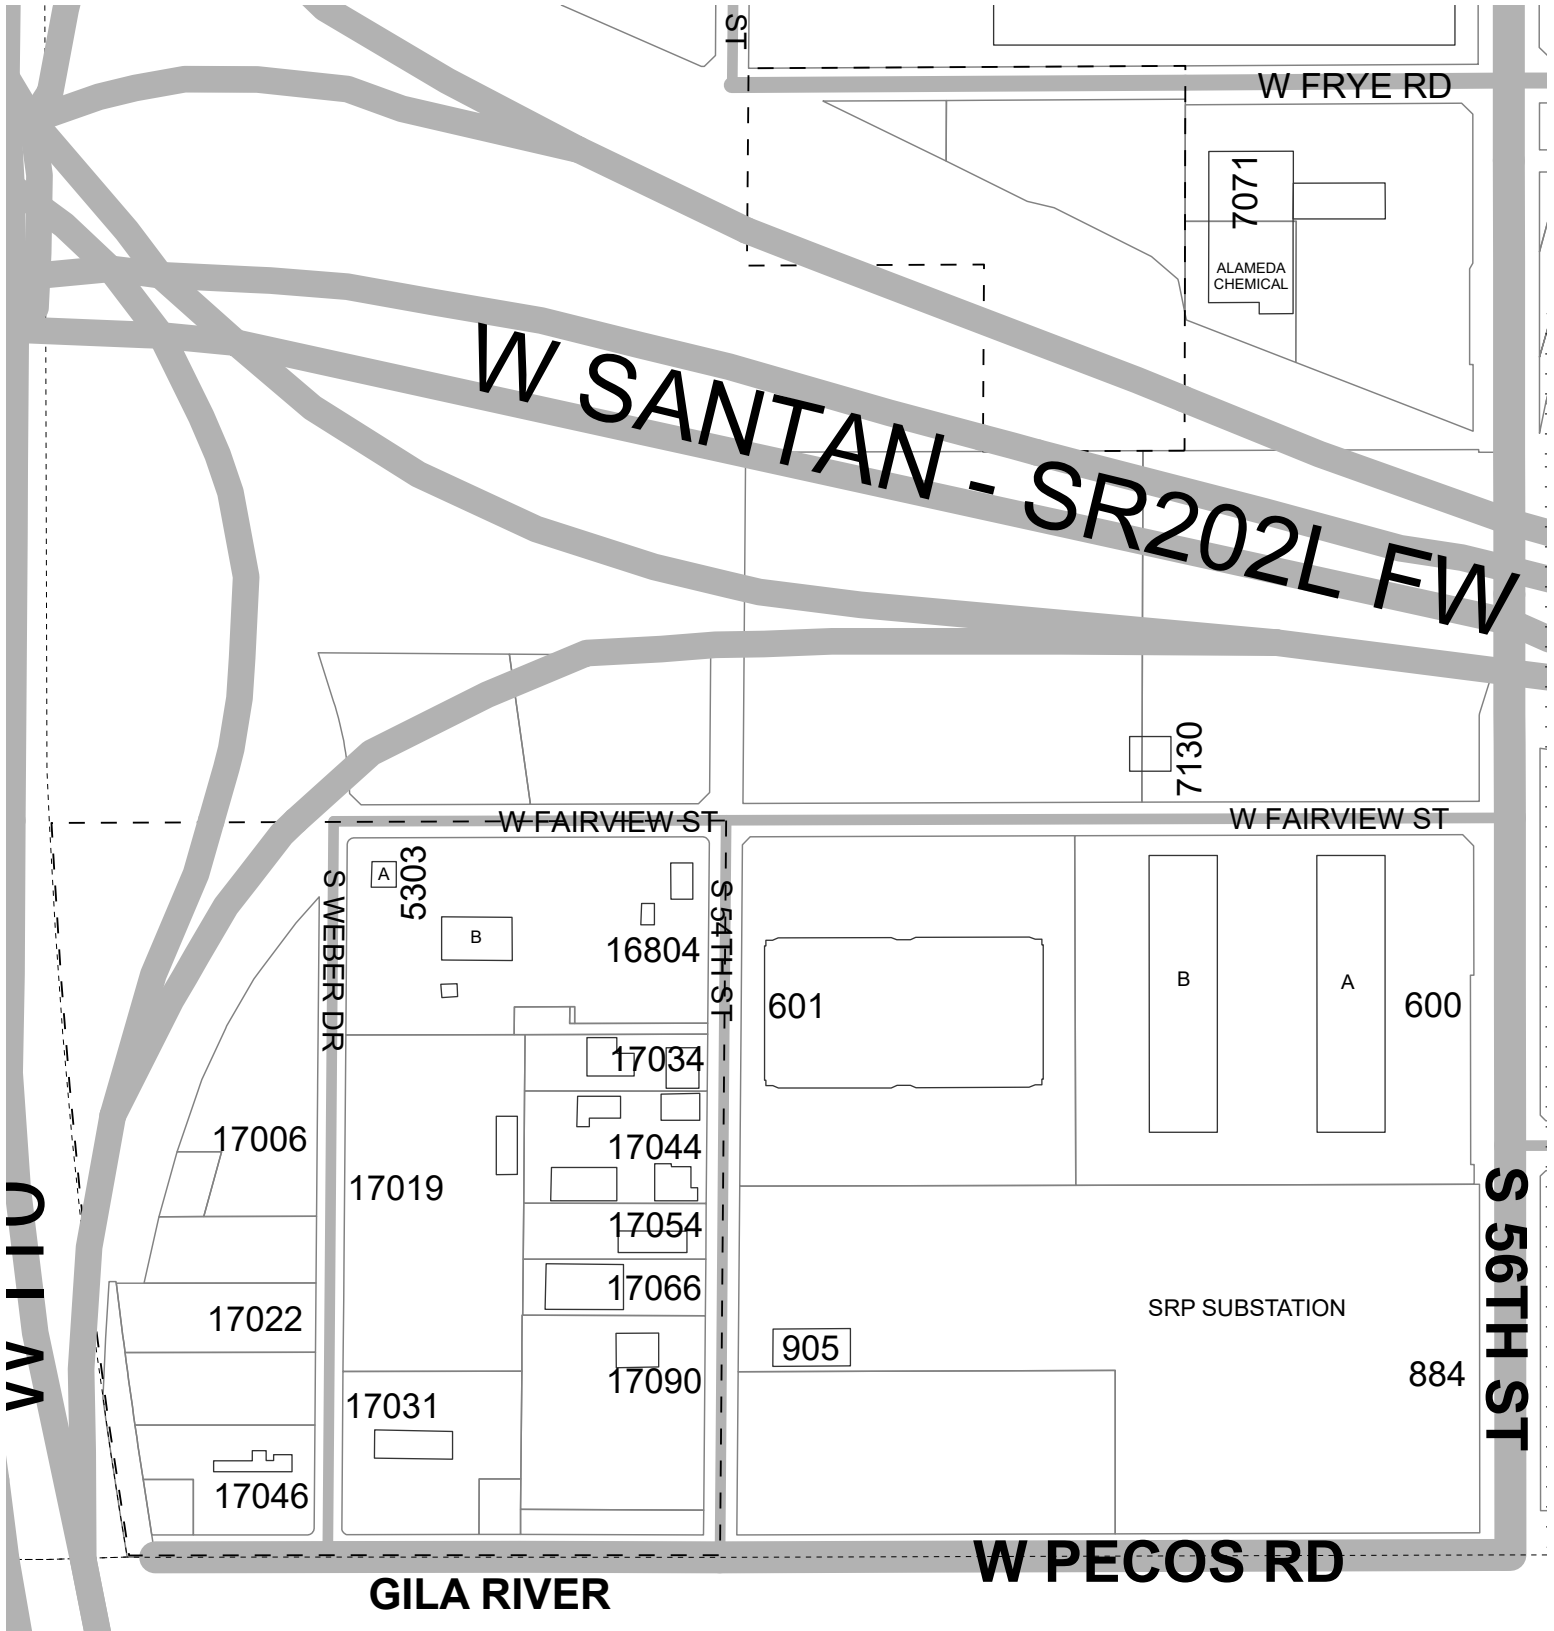 ST
W FRYE RD
7071
ALAMEDA
CHEMICAL
W SANTAN - SR202L FW
7130
W FAIRVIEW ST
W FAIRVIEW ST
S WEBER DR
A
5303
B
16804
S 54TH ST
601
B
A
600
17034
17006
17044
17019
17054
17066
17022
905
17090
SRP SUBSTATION
884
S 56TH ST
17031
17046
W PECOS RD
GILA RIVER